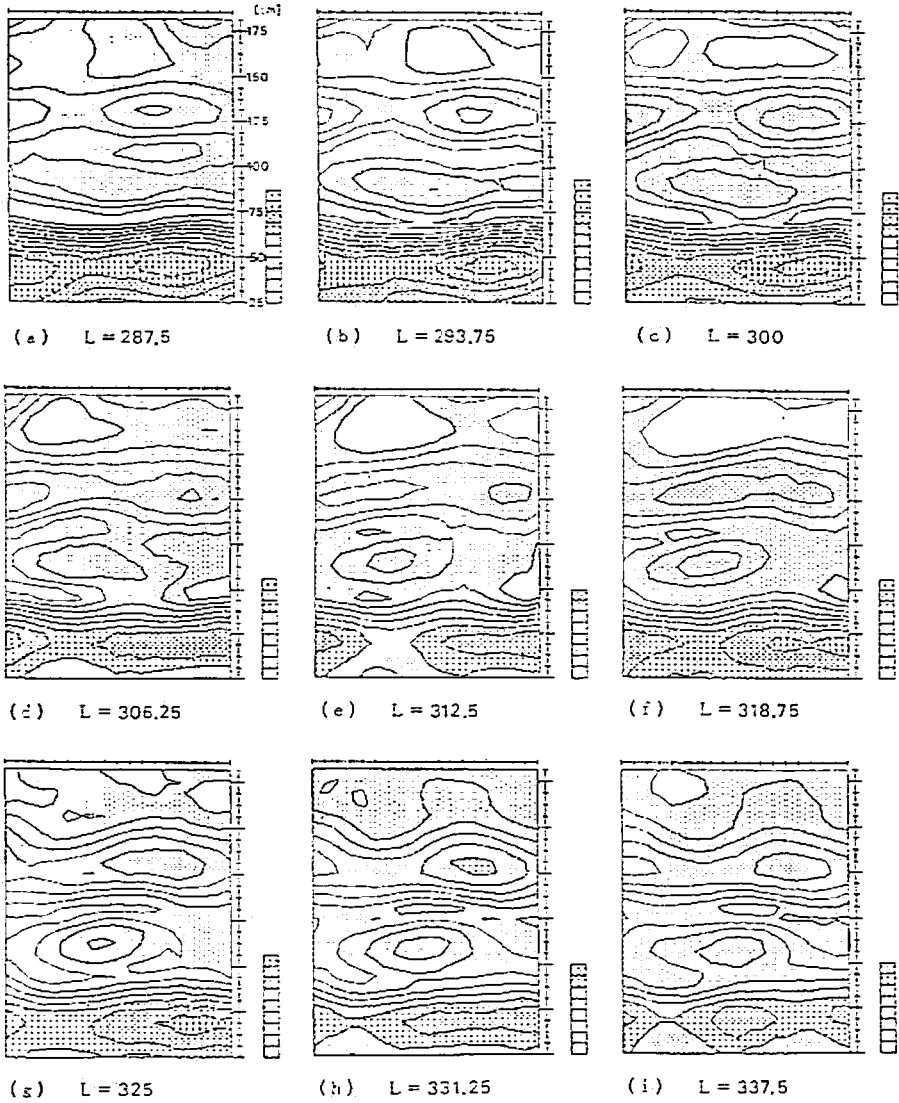 175
150
125
100
75
50
25
(a) L = 287.5
(b) L = 293.75
(c) L = 300
(d) L = 306.25
(e) L = 312.5
(f) L = 318.75
(g) L = 325
(h) L = 331.25
(i) L = 337.5